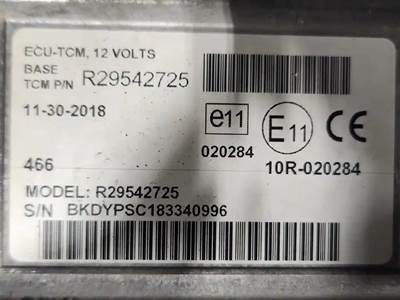 ECU-TCM, 12 VOLTS
BASE
TCM P/N R29542725
11-30-2018
e11 E11 CE
020284 10R-020284
466
MODEL: R29542725
S/N BKDYPSC183340996